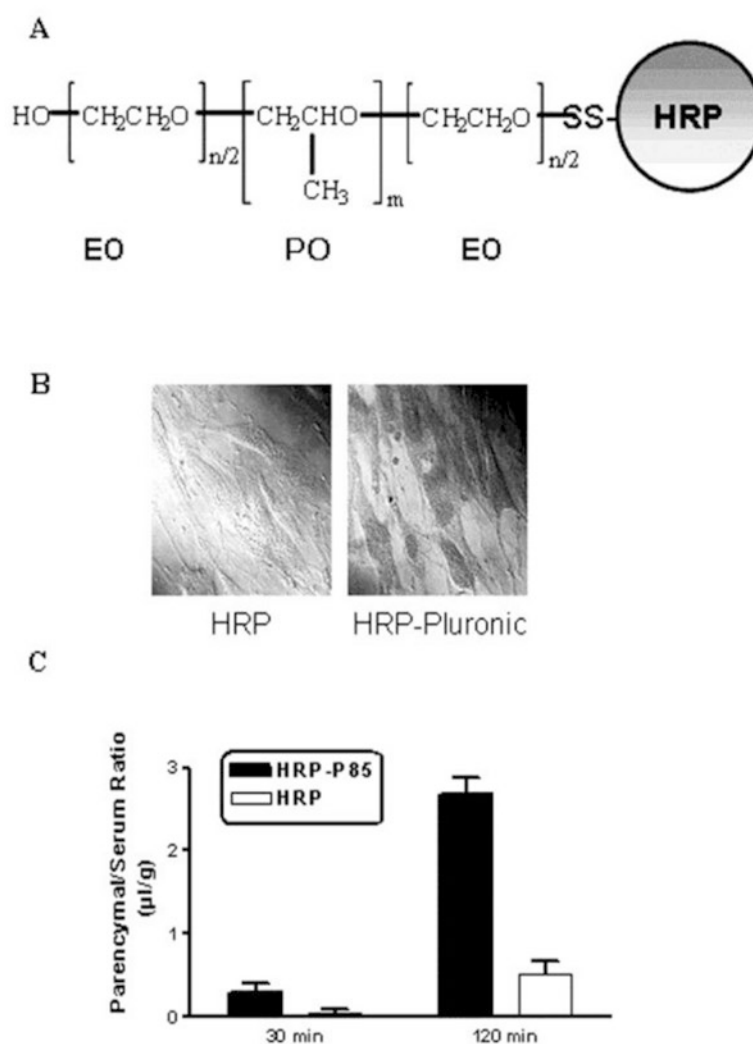 A
HO-[CH2CH2O]n/2-[CH2CHO]m-[CH2CH2O]n/2-SS-HRP
CH3
EO PO EO
B
HRP HRP-Pluronic
C
Parencymal/Serum Ratio
(µl/g)
HRP-P85
HRP
3
2
1
0
30 min 120 min